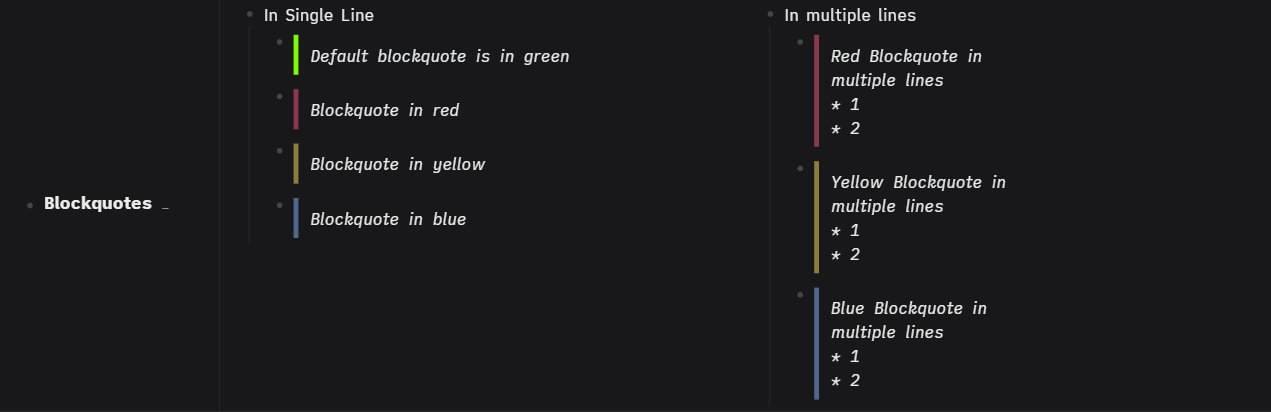 Blockquotes _
In Single Line
Default blockquote is in green
Blockquote in red
Blockquote in yellow
Blockquote in blue
In multiple lines
Red Blockquote in
multiple lines
* 1
* 2
Yellow Blockquote in
multiple lines
* 1
* 2
Blue Blockquote in
multiple lines
* 1
* 2